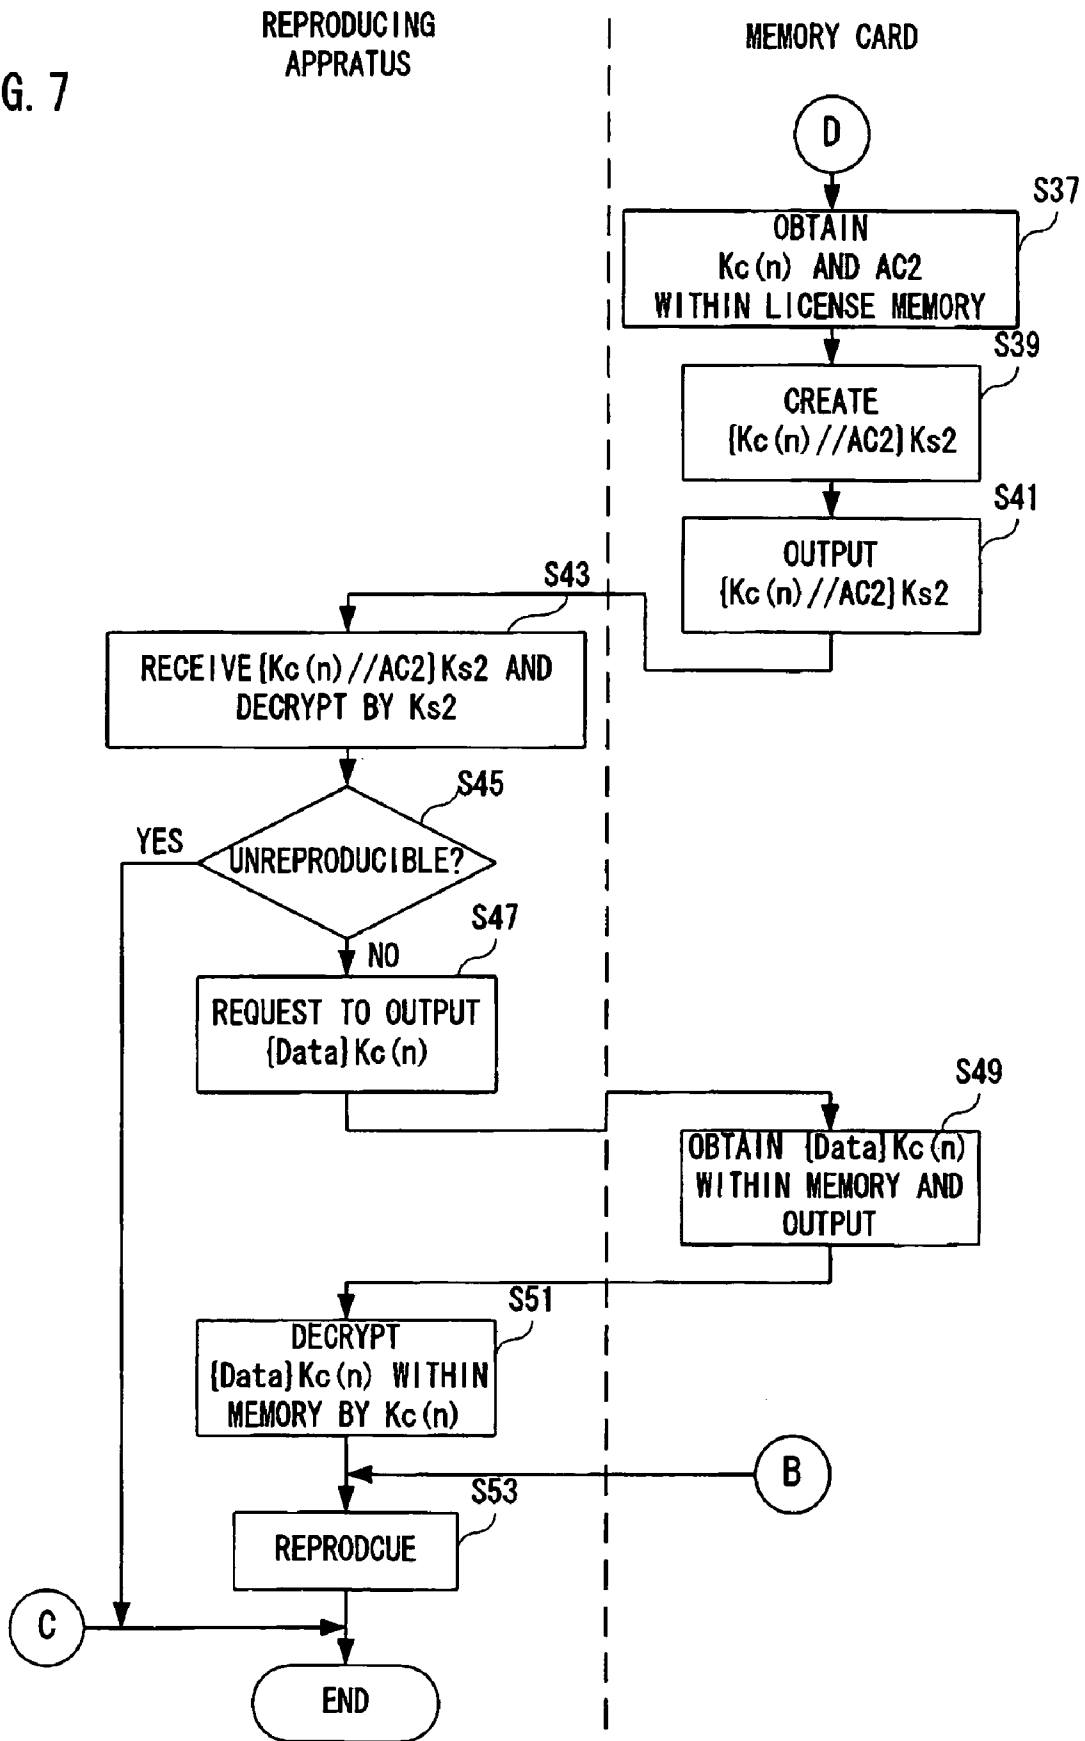 G. 7
REPRODUCING
APPRATUS
MEMORY CARD
D
S37
OBTAIN
Kc(n) AND AC2
WITHIN LICENSE MEMORY
S39
CREATE
{Kc(n)//AC2}Ks2
S41
OUTPUT
{Kc(n)//AC2}Ks2
S43
RECEIVE{Kc(n)//AC2}Ks2 AND
DECRYPT BY Ks2
S45
YES
UNREPRODUCIBLE?
S47
NO
REQUEST TO OUTPUT
{Data}Kc(n)
S49
OBTAIN {Data}Kc(n)
WITHIN MEMORY AND
OUTPUT
S51
DECRYPT
{Data}Kc(n) WITHIN
MEMORY BY Kc(n)
B
S53
REPRODCUE
C
END